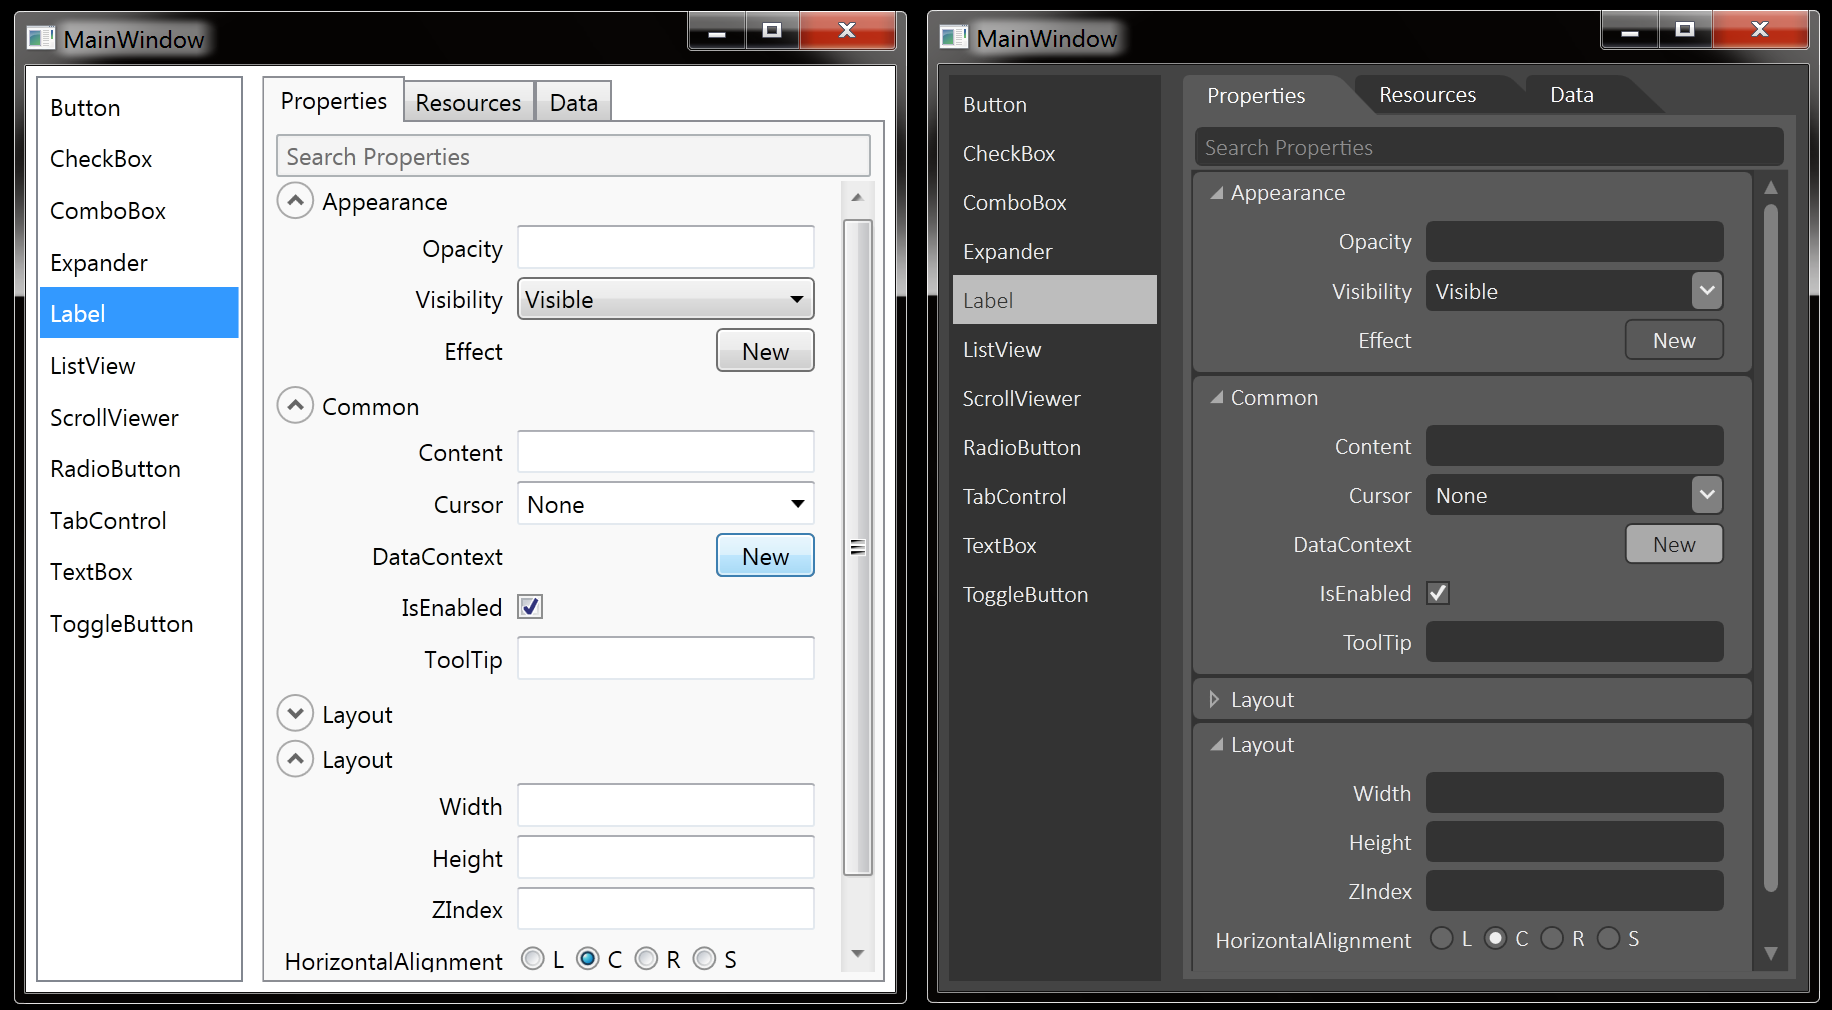 MainWindow
Button
CheckBox
ComboBox
Expander
Label
ListView
ScrollViewer
RadioButton
TabControl
TextBox
ToggleButton
Properties Resources Data
Search Properties
Appearance
Opacity
Visibility Visible
Effect New
Common
Content
Cursor None
DataContext New
IsEnabled
ToolTip
Layout
Layout
Width
Height
ZIndex
HorizontalAlignment L C R S
MainWindow
Button
CheckBox
ComboBox
Expander
Label
ListView
ScrollViewer
RadioButton
TabControl
TextBox
ToggleButton
Properties Resources Data
Search Properties
Appearance
Opacity
Visibility Visible
Effect New
Common
Content
Cursor None
DataContext New
IsEnabled
ToolTip
Layout
Layout
Width
Height
ZIndex
HorizontalAlignment L C R S